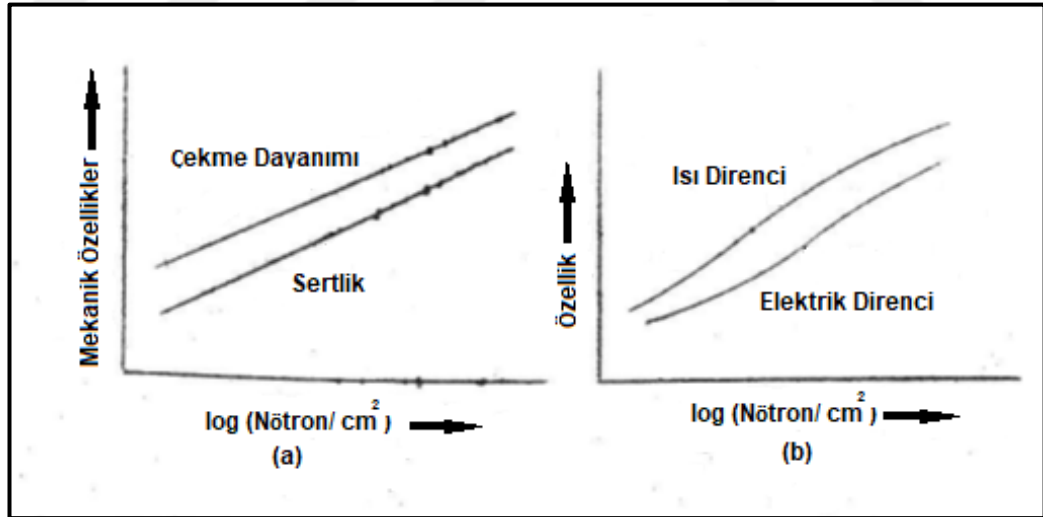 Mekanik Özellikler
Çekme Dayanımı
Sertlik
log (Nötron/ cm2 )
(a)
Özellik
Isı Direnci
Elektrik Direnci
log (Nötron/ cm2 )
(b)